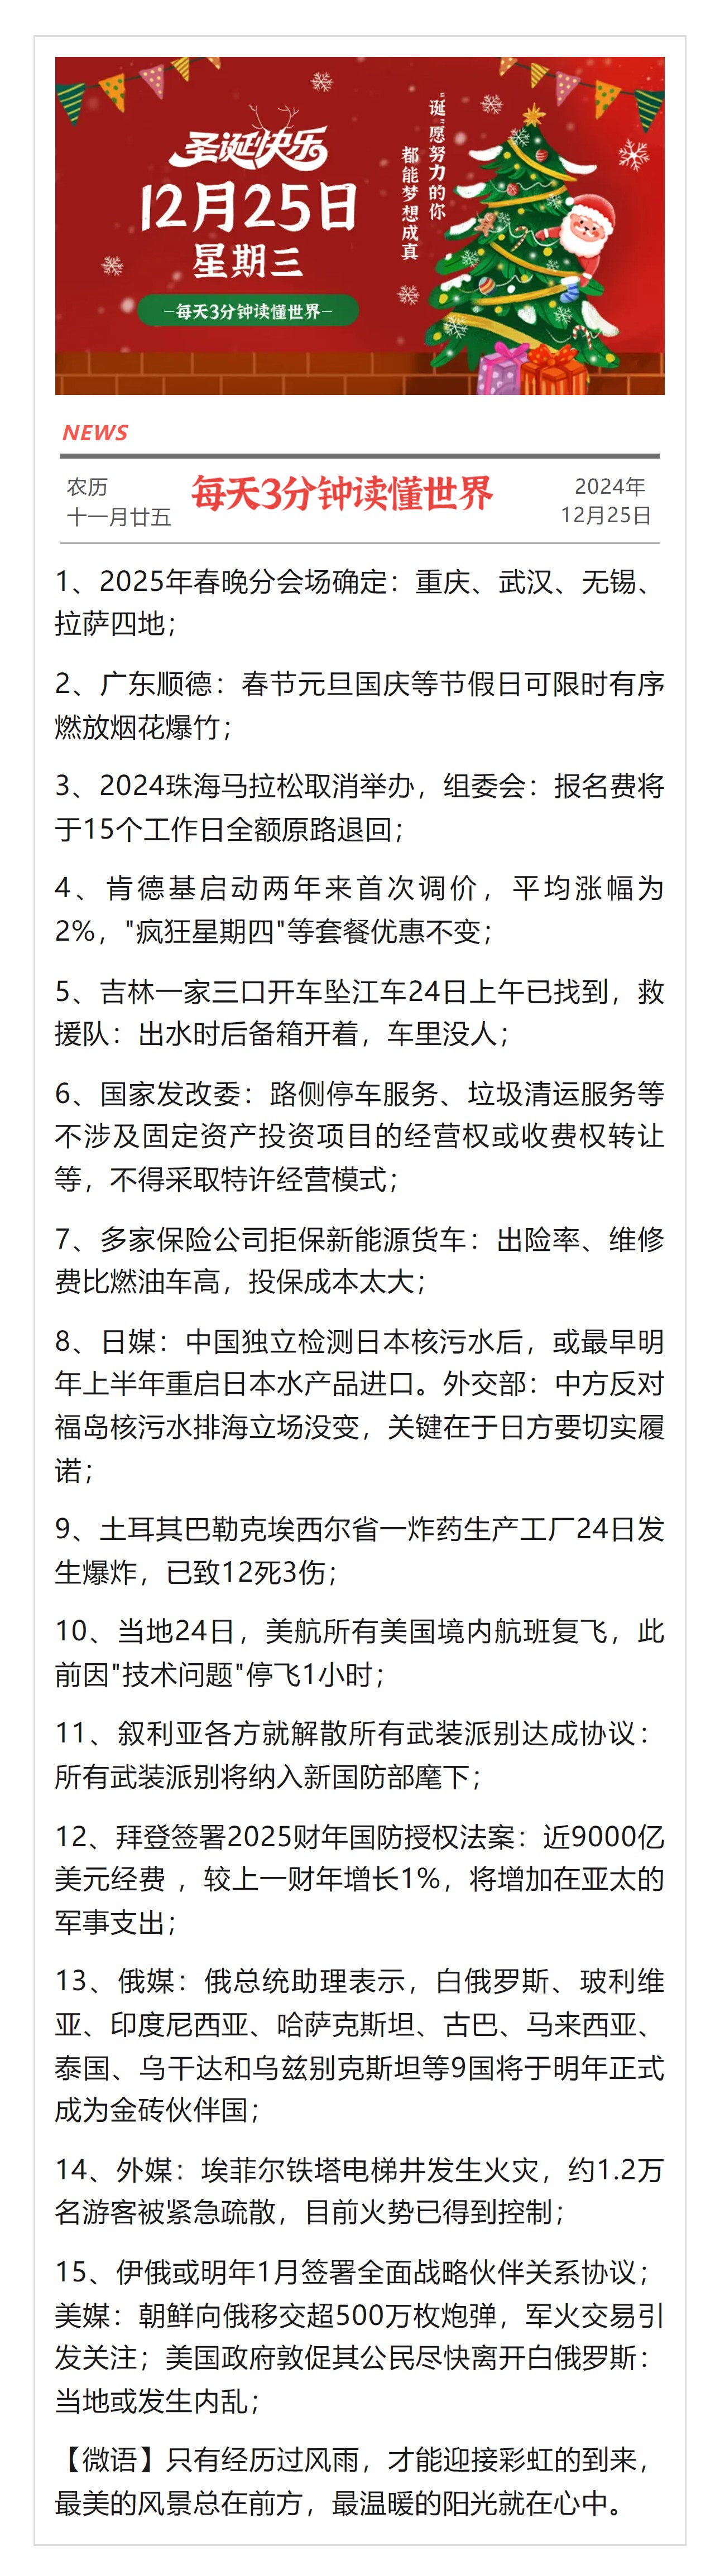 圣诞快乐
12月25日
星期三
—每天3分钟读懂世界—
“诞”愿努力的你
都能梦想成真
NEWS
农历
十一月廿五
每天3分钟读懂世界
2024年
12月25日
1、2025年春晚分会场确定：重庆、武汉、无锡、
拉萨四地；
2、广东顺德：春节元旦国庆等节假日可限时有序
燃放烟花爆竹；
3、2024珠海马拉松取消举办，组委会：报名费将
于15个工作日全额原路退回；
4、肯德基启动两年来首次调价，平均涨幅为
2%，"疯狂星期四"等套餐优惠不变；
5、吉林一家三口开车坠江车24日上午已找到，救
援队：出水时后备箱开着，车里没人；
6、国家发改委：路侧停车服务、垃圾清运服务等
不涉及固定资产投资项目的经营权或收费权转让
等，不得采取特许经营模式；
7、多家保险公司拒保新能源货车：出险率、维修
费比燃油车高，投保成本太大；
8、日媒：中国独立检测日本核污水后，或最早明
年上半年重启日本水产品进口。外交部：中方反对
福岛核污水排海立场没变，关键在于日方要切实履
诺；
9、土耳其巴勒克埃西尔省一炸药生产工厂24日发
生爆炸，已致12死3伤；
10、当地24日，美航所有美国境内航班复飞，此
前因"技术问题"停飞1小时；
11、叙利亚各方就解散所有武装派别达成协议：
所有武装派别将纳入新国防部麾下；
12、拜登签署2025财年国防授权法案：近9000亿
美元经费 ，较上一财年增长1%，将增加在亚太的
军事支出；
13、俄媒：俄总统助理表示，白俄罗斯、玻利维
亚、印度尼西亚、哈萨克斯坦、古巴、马来西亚、
泰国、乌干达和乌兹别克斯坦等9国将于明年正式
成为金砖伙伴国；
14、外媒：埃菲尔铁塔电梯井发生火灾，约1.2万
名游客被紧急疏散，目前火势已得到控制；
15、伊俄或明年1月签署全面战略伙伴关系协议；
美媒：朝鲜向俄移交超500万枚炮弹，军火交易引
发关注；美国政府敦促其公民尽快离开白俄罗斯：
当地或发生内乱；
【微语】只有经历过风雨，才能迎接彩虹的到来，
最美的风景总在前方，最温暖的阳光就在心中。